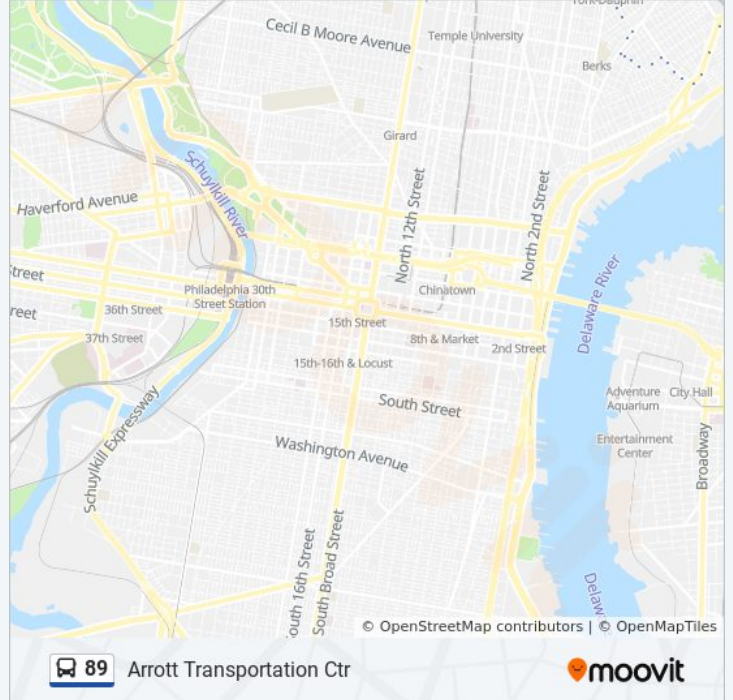 York-Dauphin
Cecil B Moore Avenue
Temple University
Berks
Girard
Schuylkill River
North 12th Street
North 2nd Street
Haverford Avenue
Street
Philadelphia 30th
Street Station
Chinatown
Delaware River
36th Street
reet
15th Street
37th Street
8th & Market
2nd Street
15th-16th & Locust
Adventure
Aquarium
City Hall
South Street
Schuylkill Expressway
Washington Avenue
Entertainment
Center
Broadway
South Broad Street
outh 16th Street
Delaw
© OpenStreetMap contributors | © OpenMapTiles
89 Arrott Transportation Ctr
moovit